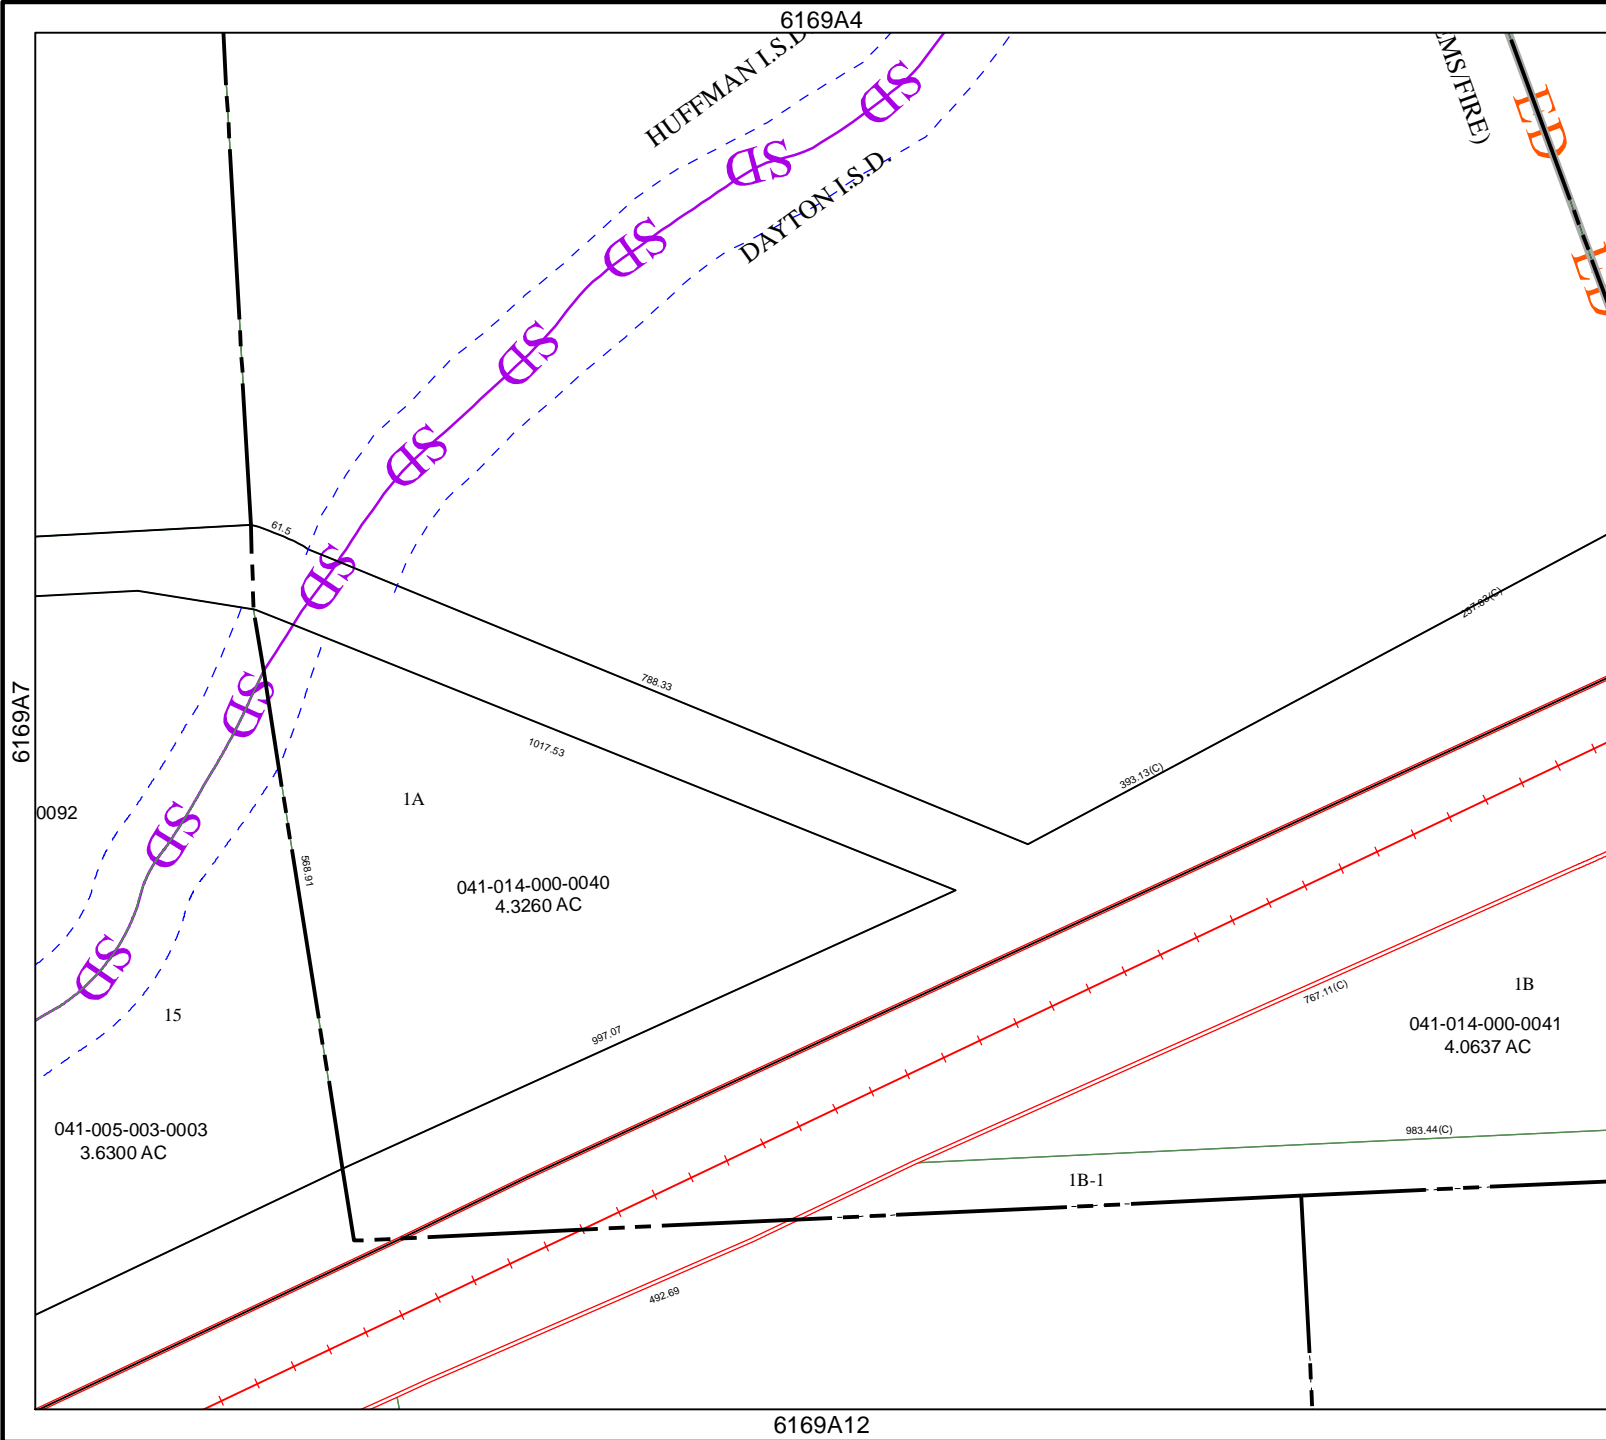 6169A4
HUFFMAN I.S.D
DAYTON I.S.D.
EMS/FIRE)
SD
SD
SD
SD
SD
SD
SD
SD
SD
ED
ED
61.5
788.33
1017.53
393.13(C)
6169A7
0092
1A
568.91
041-014-000-0040
4.3260 AC
997.07
15
041-005-003-0003
3.6300 AC
767.11(C)
1B
041-014-000-0041
4.0637 AC
983.44(C)
1B-1
492.69
6169A12